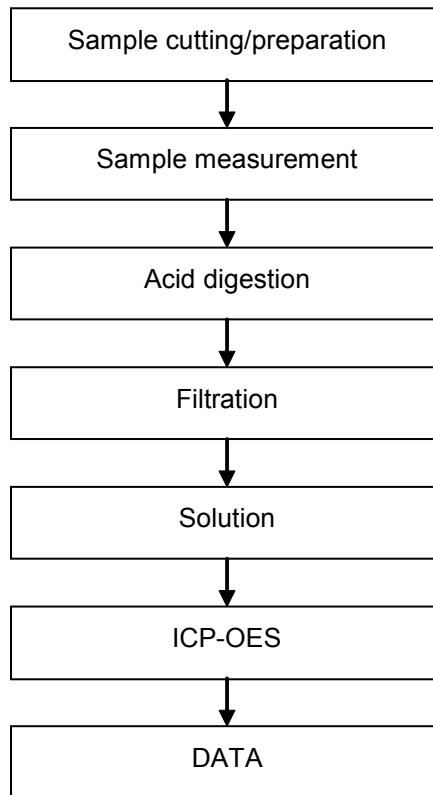 Sample cutting/preparation
Sample measurement
Acid digestion
Filtration
Solution
ICP-OES
DATA